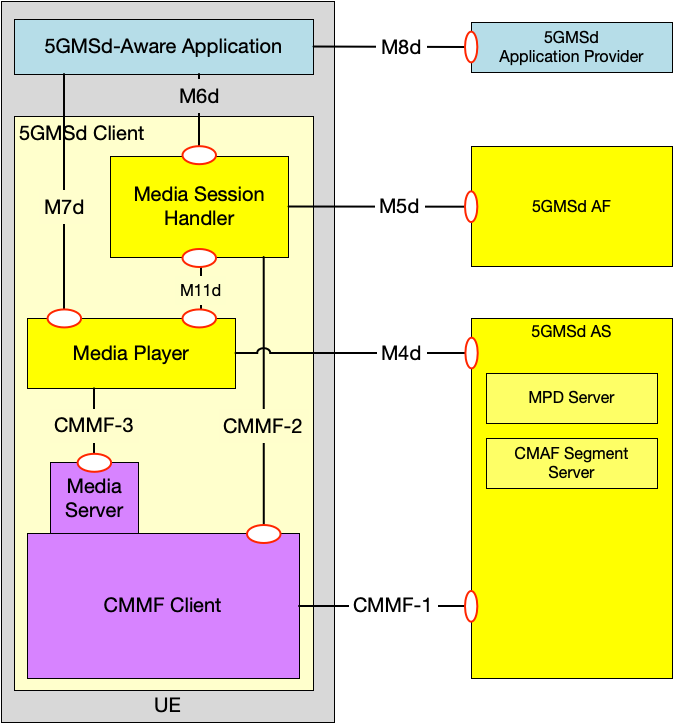 5GMSd-Aware Application
M8d
5GMSd
Application Provider
M6d
5GMSd Client
Media Session
Handler
M7d
M5d
5GMSd AF
M11d
Media Player
M4d
5GMSd AS
MPD Server
CMAF Segment
Server
CMMF-3
CMMF-2
Media
Server
CMMF Client
CMMF-1
UE